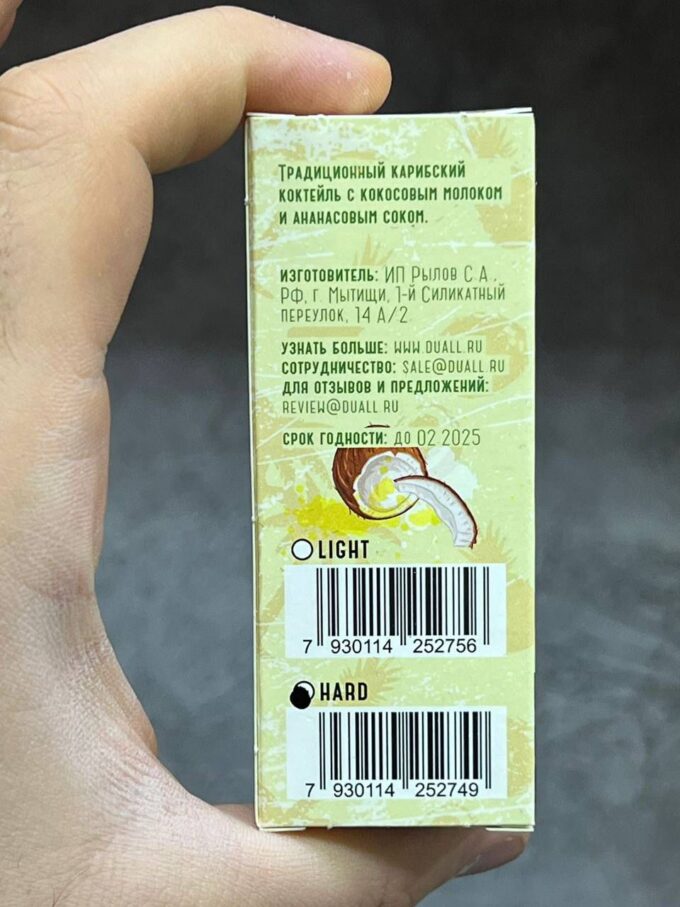 Традиционный карибский
коктейль с кокосовым молоком
и ананасовым соком.
изготовитель: ИП Рылов С.А.,
РФ, г. Мытищи, 1-й Силикатный
переулок, 14 А/2
узнать больше: www.duall.ru
сотрудничество: sale@duall.ru
для отзывов и предложений:
review@duall.ru
срок годности: до 02.2025
LIGHT
7 930114 252756
HARD
7 930114 252749